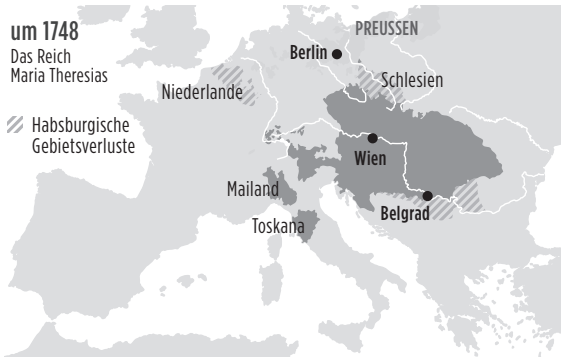 um 1748
Das Reich
Maria Theresias
Habsburgische
Gebietsverluste
PREUSSEN
Berlin
Schlesien
Niederlande
Wien
Mailand
Belgrad
Toskana